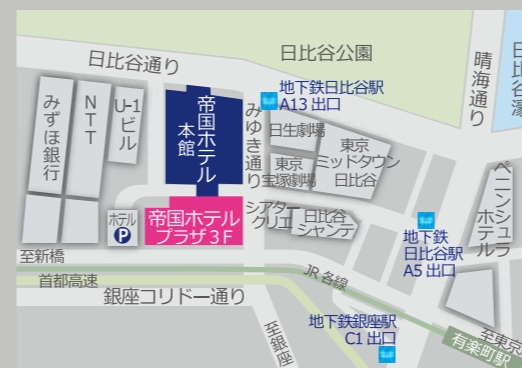 日比谷通り
日比谷公園
晴海通り
日比谷濠
地下鉄日比谷駅
A13 出口
みずほ銀行
NTT
U-1
ビル
帝国ホテル
本館
みゆき通り
日生劇場
東京
宝塚劇場
東京
ミッドタウン
日比谷
ペニンシュラ
ホテル
ホテル
P
帝国ホテル
プラザ 3F
シアター
クリエ
日比谷
シャンテ
地下鉄
日比谷駅
A5 出口
至新橋
首都高速
JR 各線
銀座コリドー通り
至銀座
地下鉄銀座駅
C1 出口
至東京
有楽町駅